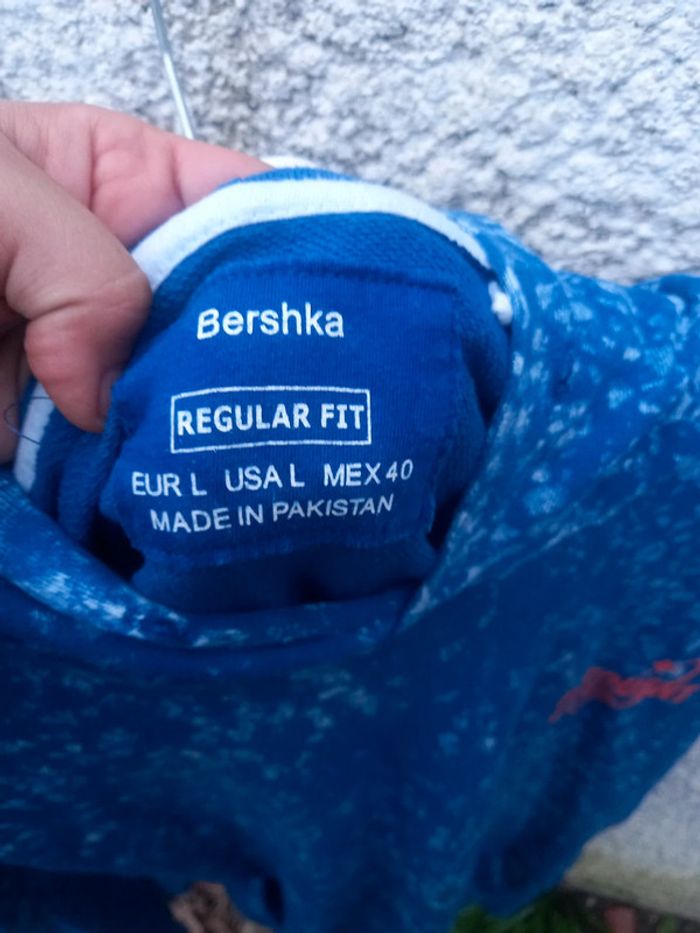 Bershka
REGULAR FIT
EUR L USA L MEX 40
MADE IN PAKISTAN